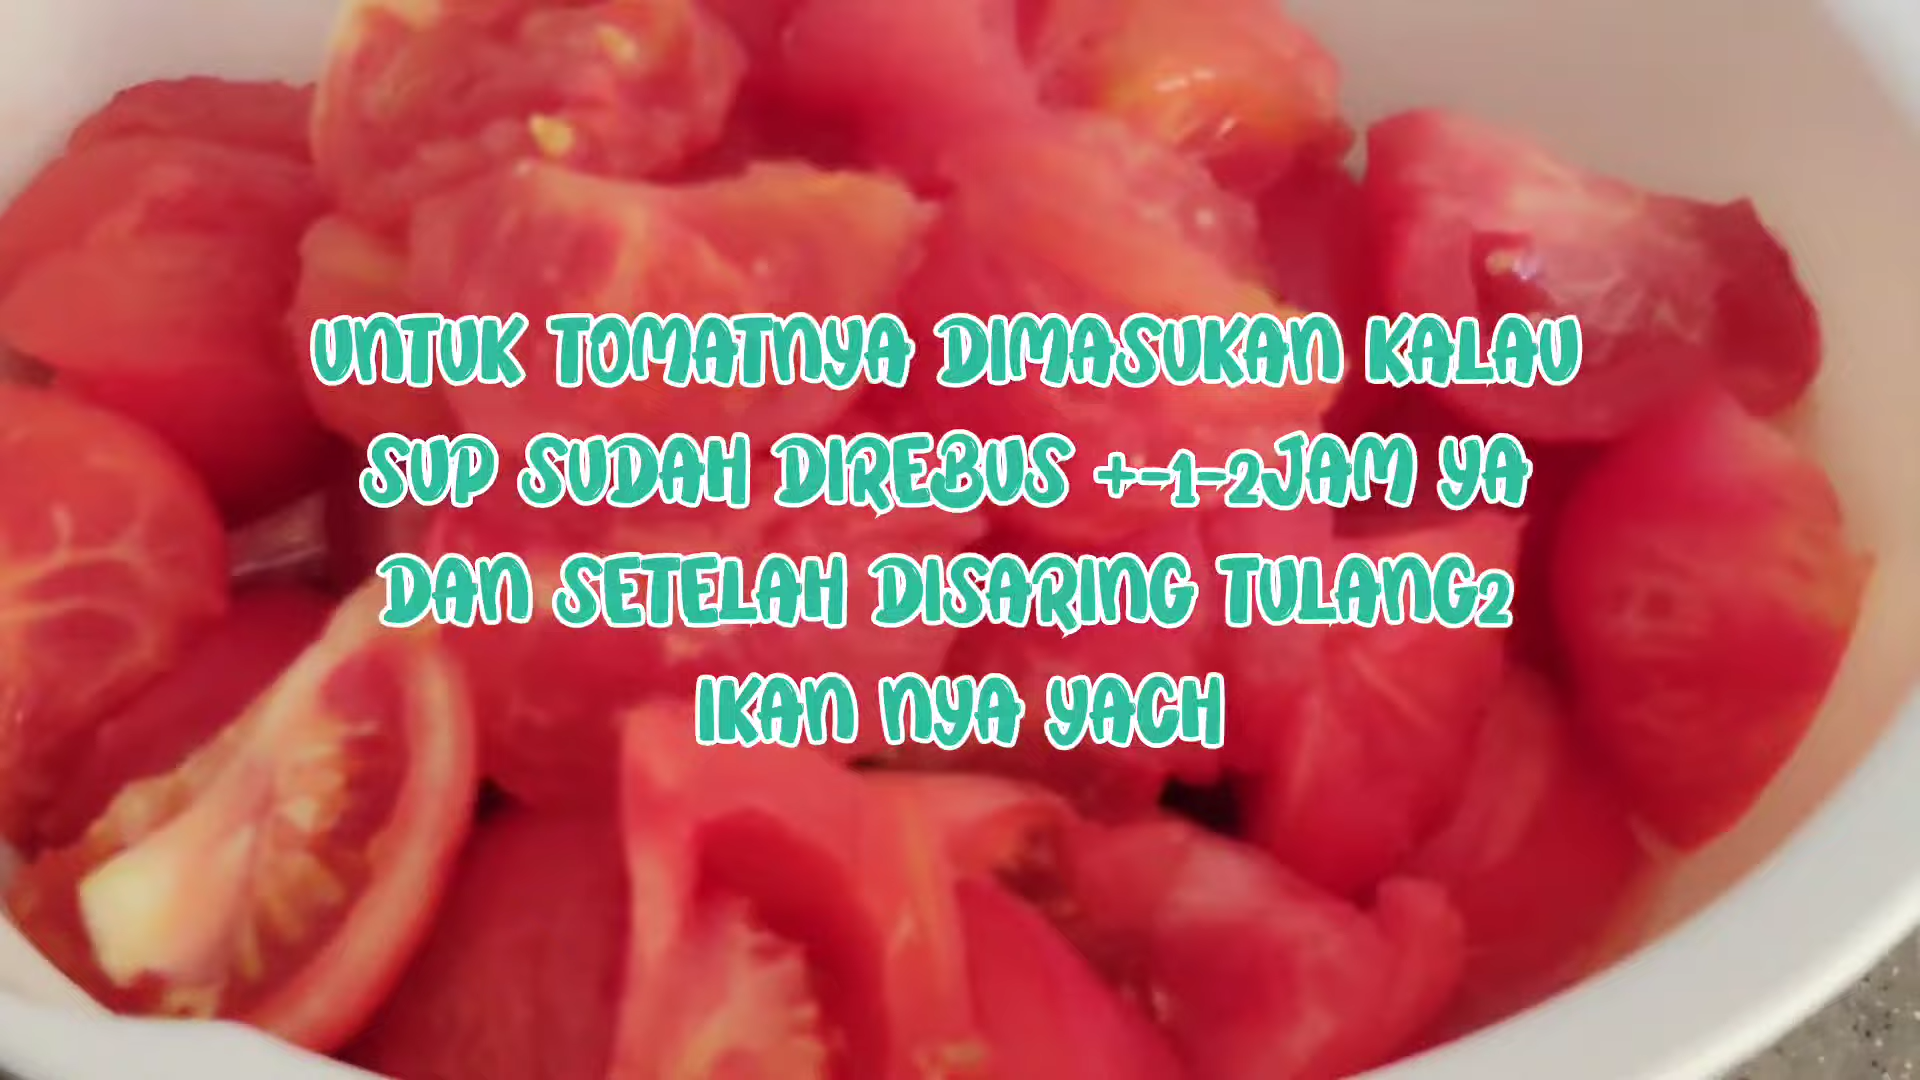 UNTUK TOMATNYA DIMASUKAN KALAU
SUP SUDAH DIREBUS +-1-2JAM YA
DAN SETELAH DISARING TULANG2
IKAN NYA YACH